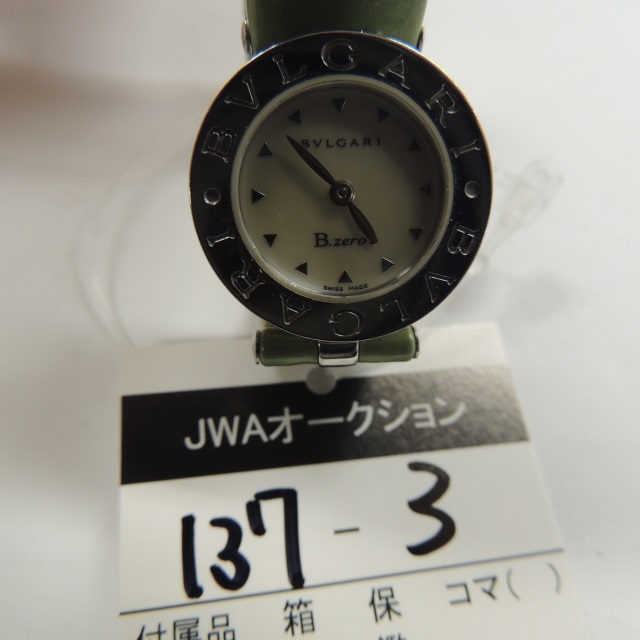 BVLGARI • BVLGARI •
BVLGARI
B.zero1
SWISS MADE
JWAオークション
137-3
付属品 箱 保 コマ( )